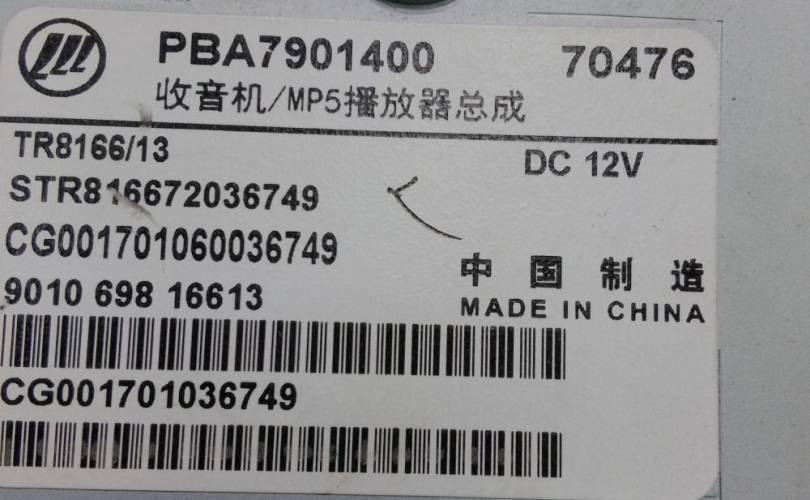 PBA7901400 70476
收音机/MP5播放器总成
TR8166/13 DC 12V
STR816672036749
CG001701060036749
中国制造
9010 698 16613
MADE IN CHINA
CG001701036749